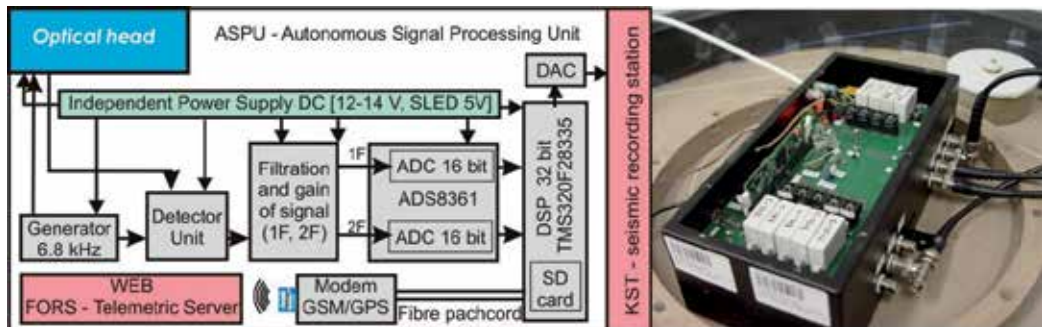 Optical head
ASPU - Autonomous Signal Processing Unit
DAC
Independent Power Supply DC [12-14 V, SLED 5V]
Generator
6.8 kHz
Detector
Unit
Filtration
and gain
of signal
(1F, 2F)
1F
2F
ADC 16 bit
ADS8361
ADC 16 bit
DSP 32 bit
TMS320F28335
SD
card
KST - seismic recording station
WEB
FORS - Telemetric Server
Modem
GSM/GPS
Fibre pachcord